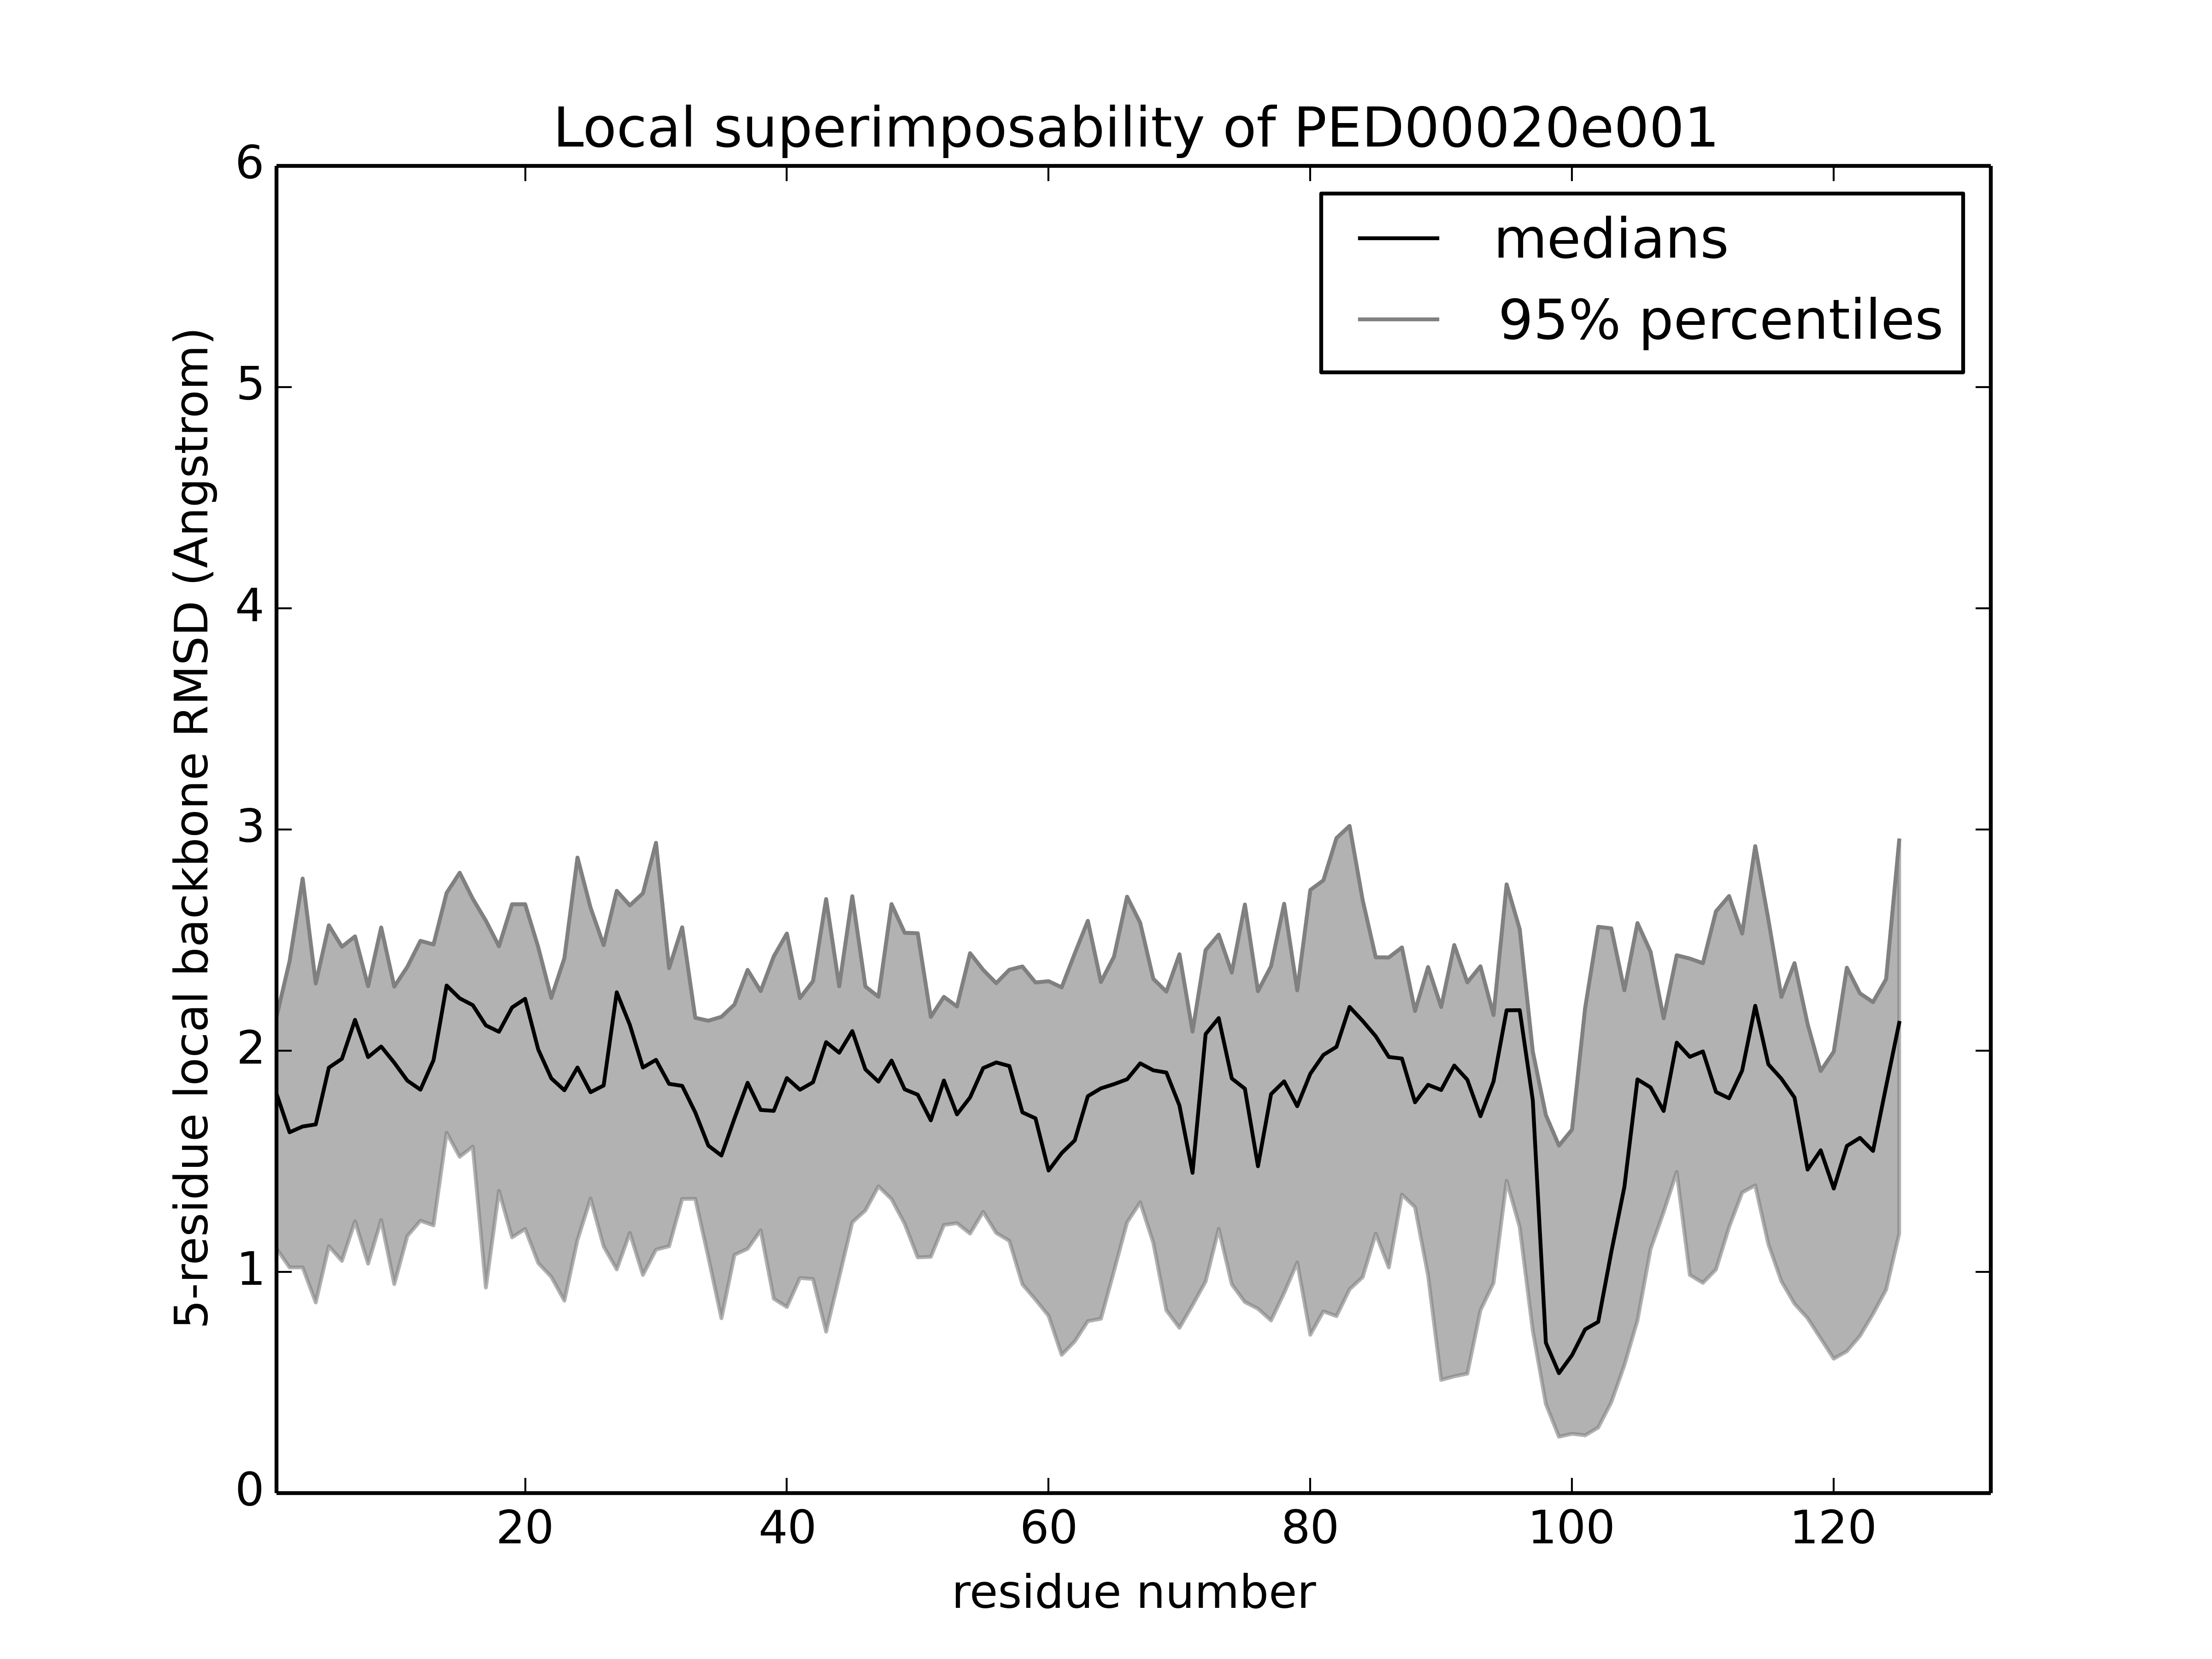 Local superimposability of PED00020e001
medians
95% percentiles
5-residue local backbone RMSD (Angstrom)
6
5
4
3
2
1
0
20 40 60 80 100 120
residue number